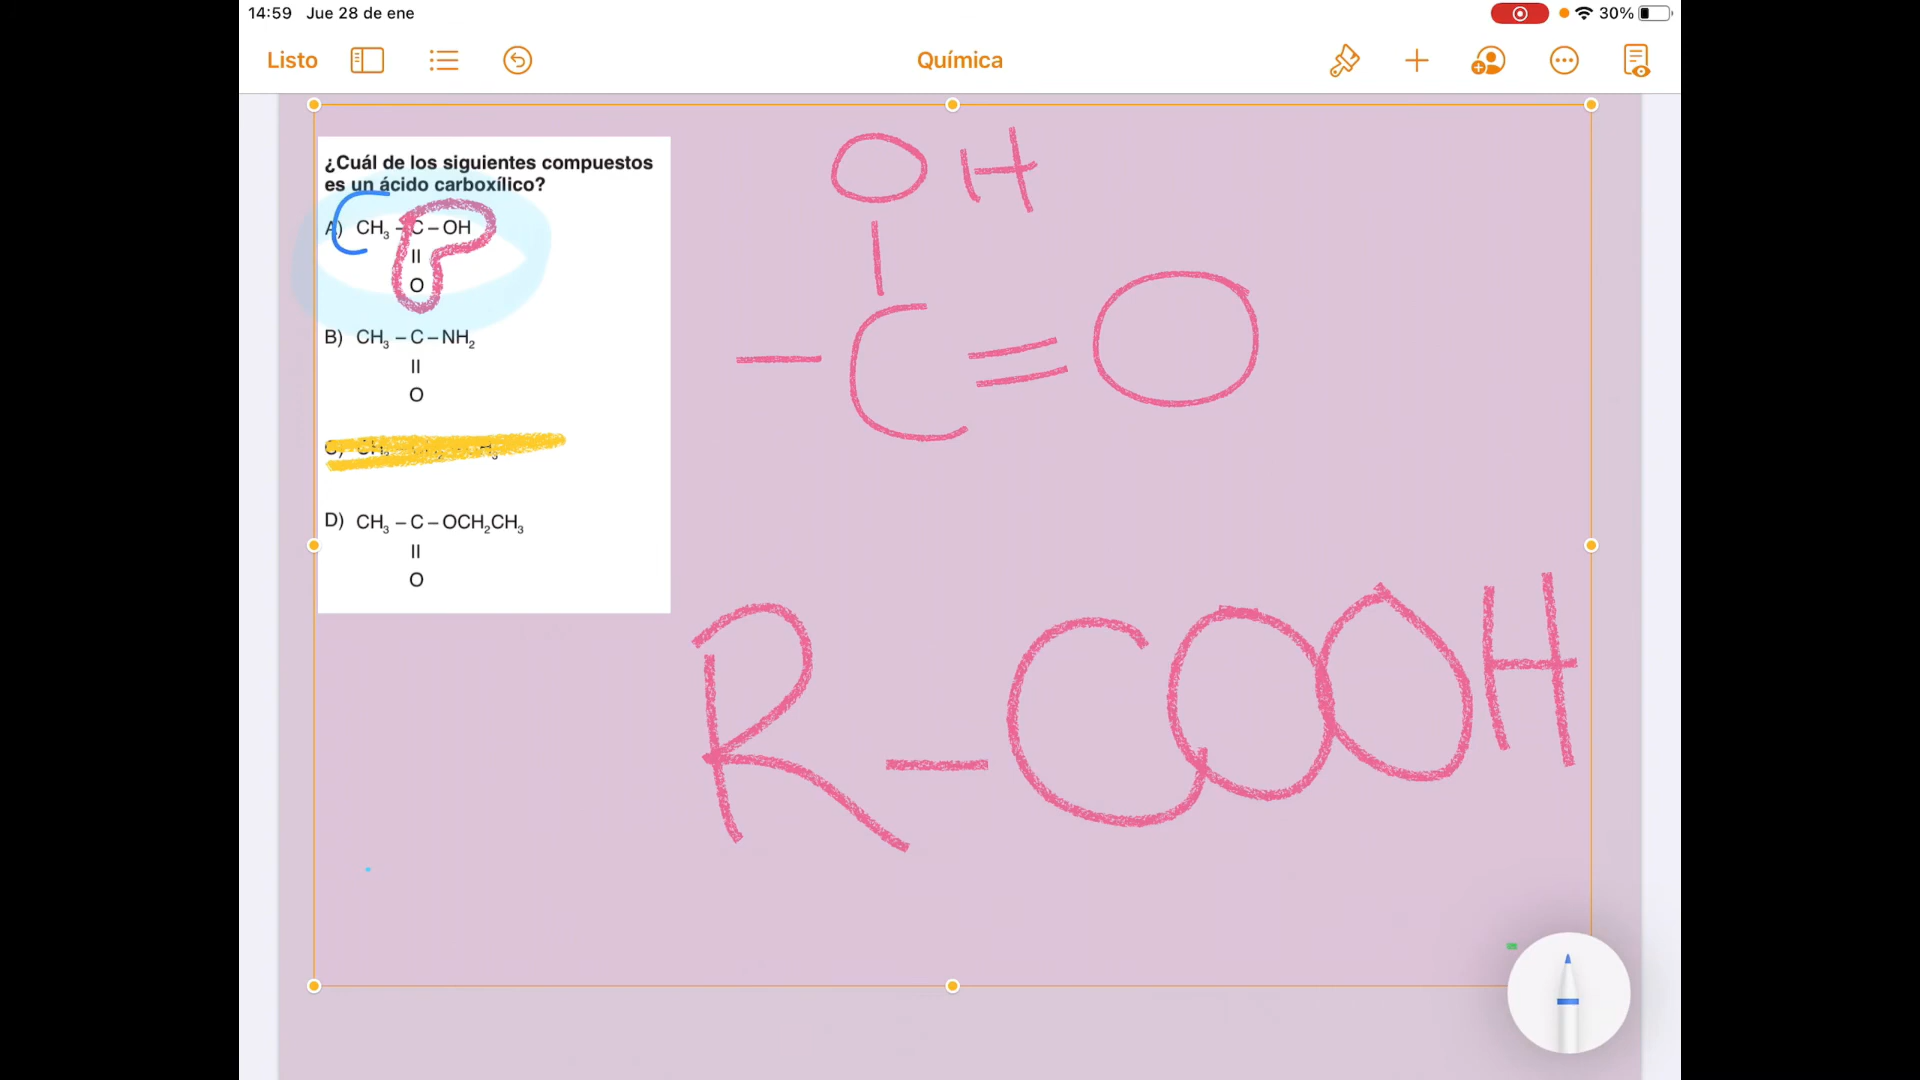 14:59 Jue 28 de ene 30%
Listo Química
¿Cuál de los siguientes compuestos
es un ácido carboxílico?
A) CH₃ – C – OH
||
O
B) CH₃ – C – NH₂
||
O
D) CH₃ – C – OCH₂CH₃
||
O
OH
|
– C = O
R – COOH